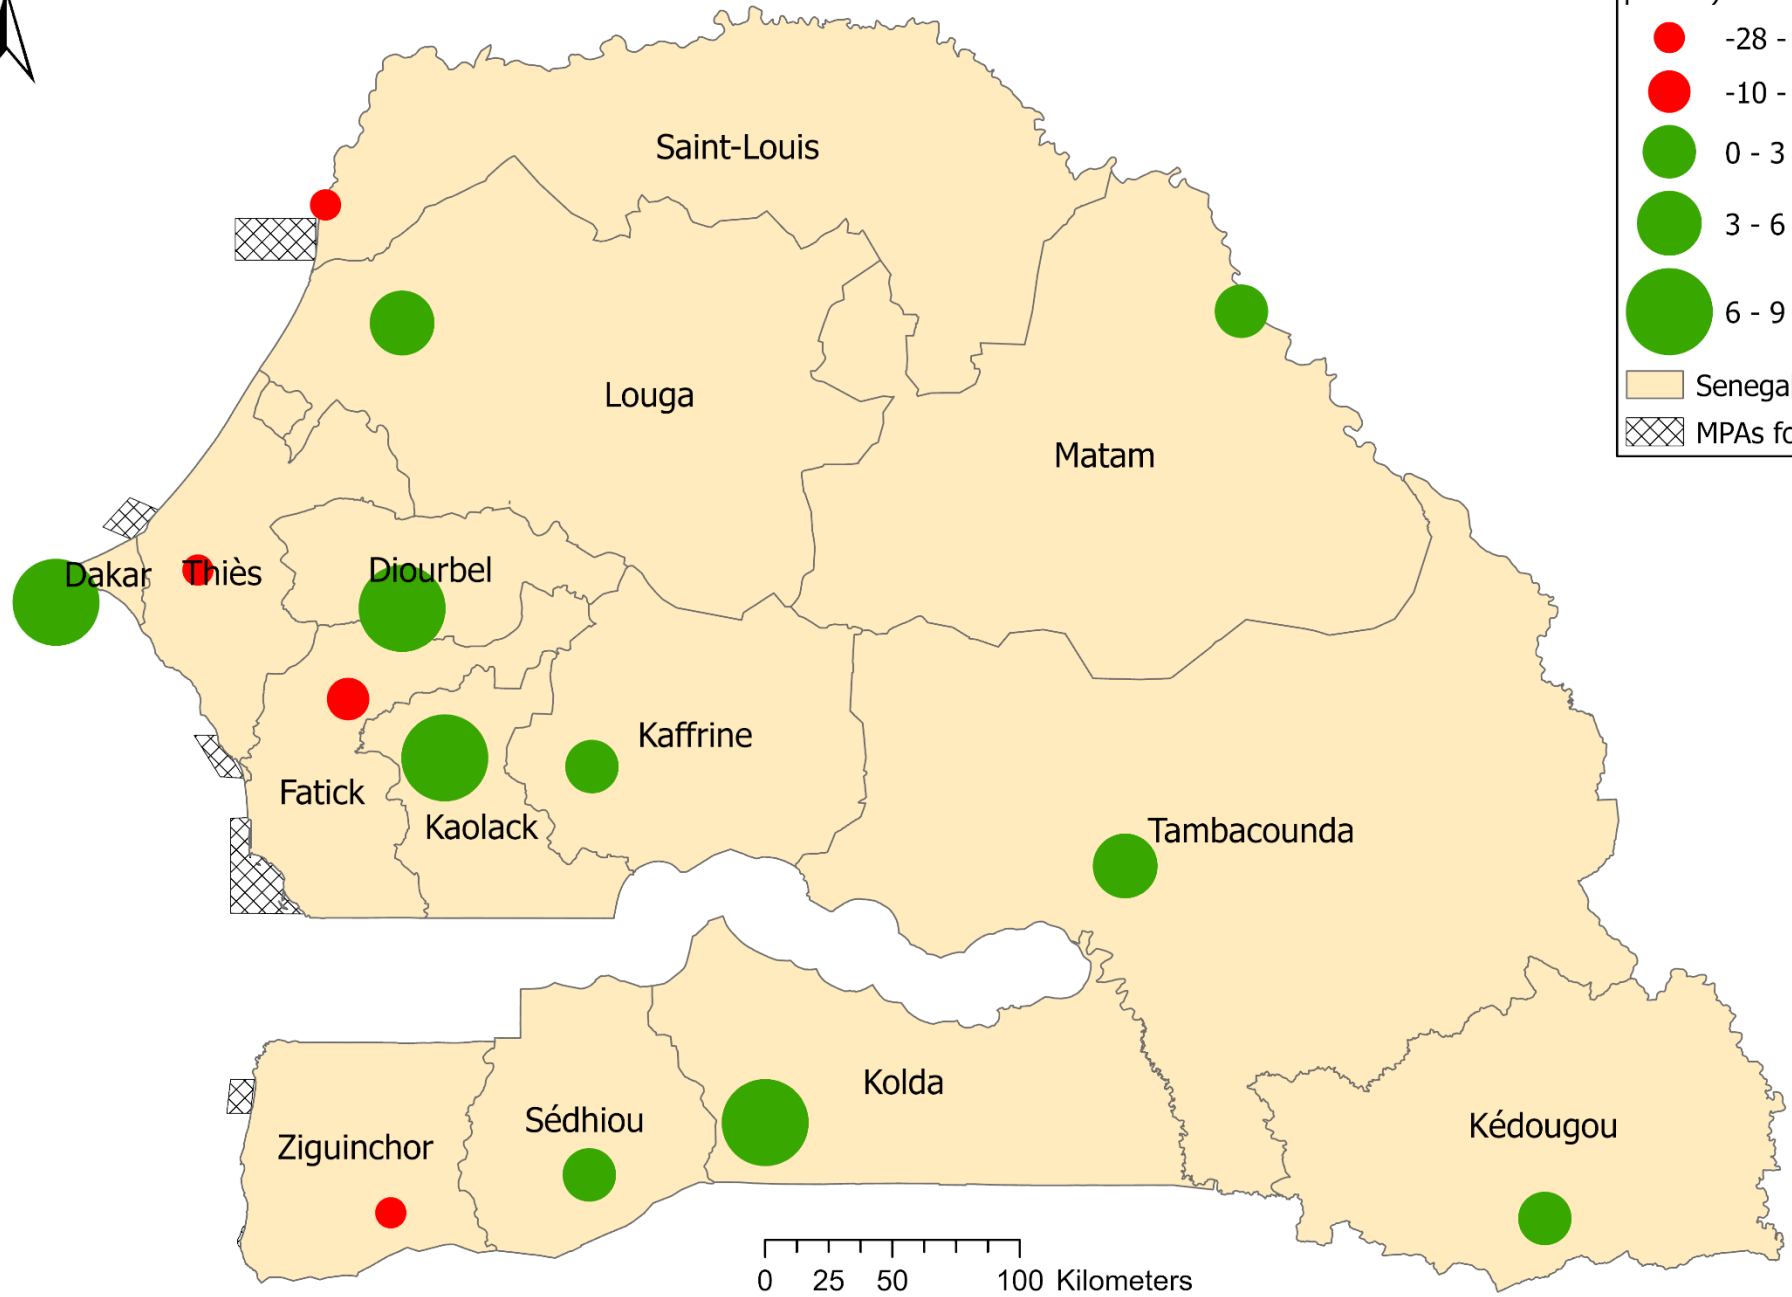 -28 -
-10 -
0 - 3
3 - 6
6 - 9
Senega
MPAs fo
Saint-Louis
Louga
Matam
Dakar
Thiès
Diourbel
Kaffrine
Fatick
Kaolack
Tambacounda
Kolda
Sédhiou
Ziguinchor
Kédougou
0 25 50 100 Kilometers